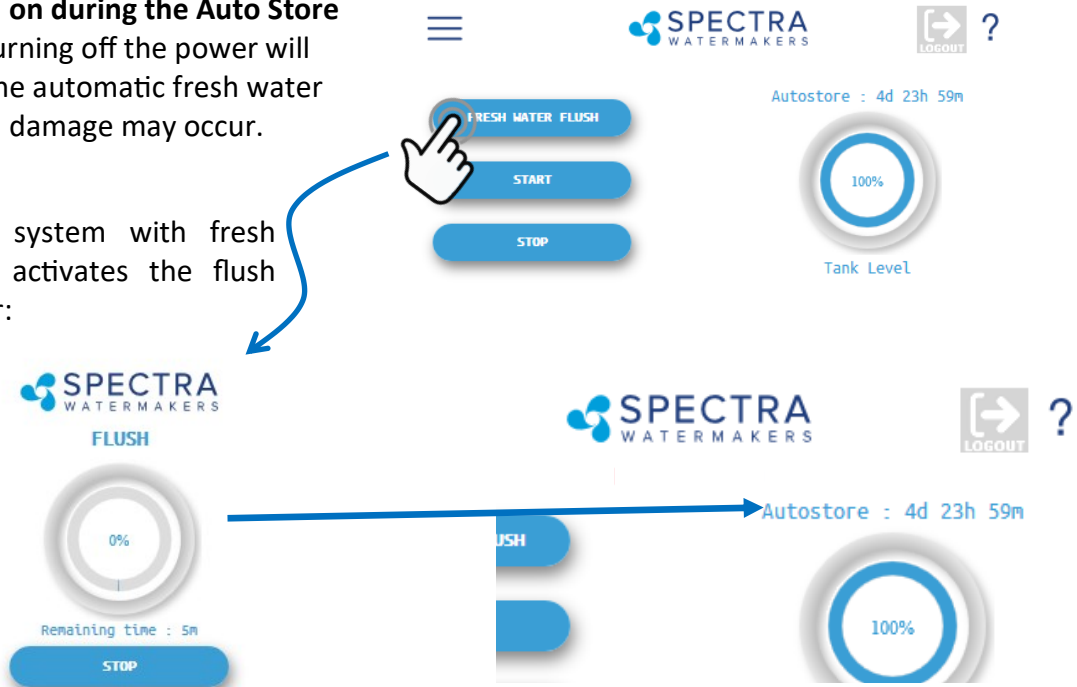 on during the Auto Store
urning off the power will
he automatic fresh water
damage may occur.
system with fresh
activates the flush
r:
SPECTRA
WATERMAKERS
LOGOUT
?
FRESH WATER FLUSH
START
STOP
Autostore : 4d 23h 59m
100%
Tank Level
SPECTRA
WATERMAKERS
FLUSH
0%
Remaining time : 5m
STOP
SPECTRA
WATERMAKERS
LOGOUT
?
Autostore : 4d 23h 59m
USH
100%